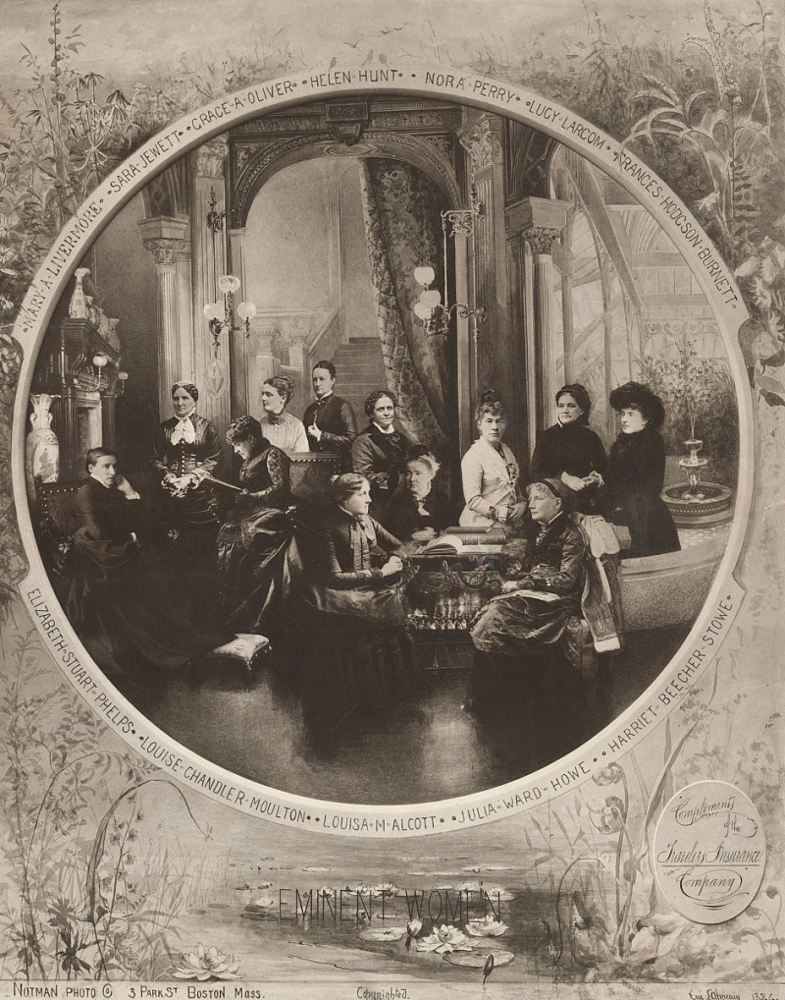 ·MARY·A·LIVERMORE· ·SARA·JEWETT· ·GRACE·A·OLIVER· ·HELEN·HUNT· ·NORA·PERRY· ·LUCY·LARCOM· ·FRANCES·HODGSON·BURNETT·
ELIZABETH·STUART·PHELPS· ·LOUISE·CHANDLER·MOULTON· ·LOUISA·M·ALCOTT· ·JULIA·WARD·HOWE· ·HARRIET·BEECHER·STOWE·
Compliments
of the
Travelers Insurance
Company
EMINENT WOMEN
NOTMAN PHOTO © 3 PARK ST BOSTON. MASS.
Copyrighted.
1884.